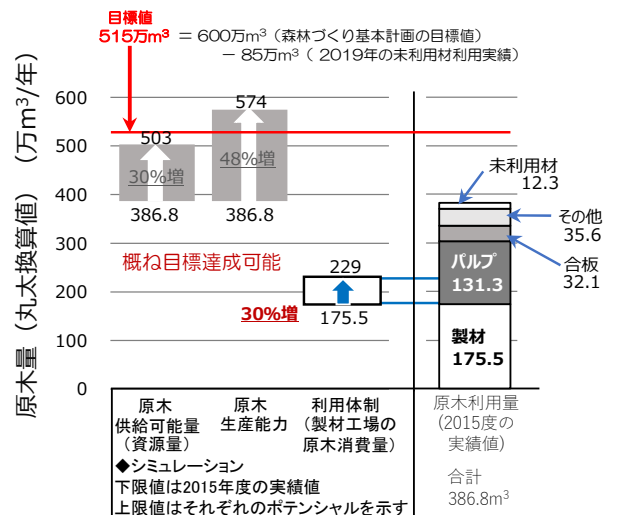 目標値
515万m³ = 600万m³（森林づくり基本計画の目標値）
－ 85万m³（ 2019年の未利用材利用実績）
原木量（丸太換算値）（万m³/年）
600
500
400
300
200
100
0
503
30%増
386.8
574
48%増
386.8
概ね目標達成可能
229
30%増
175.5
未利用材
12.3
その他
35.6
合板
32.1
パルプ
131.3
製材
175.5
原木
供給可能量
（資源量）
原木
生産能力
利用体制
（製材工場の
原木消費量）
原木利用量
（2015度の
実績値）
合計
386.8m³
◆シミュレーション
下限値は2015年度の実績値
上限値はそれぞれのポテンシャルを示す